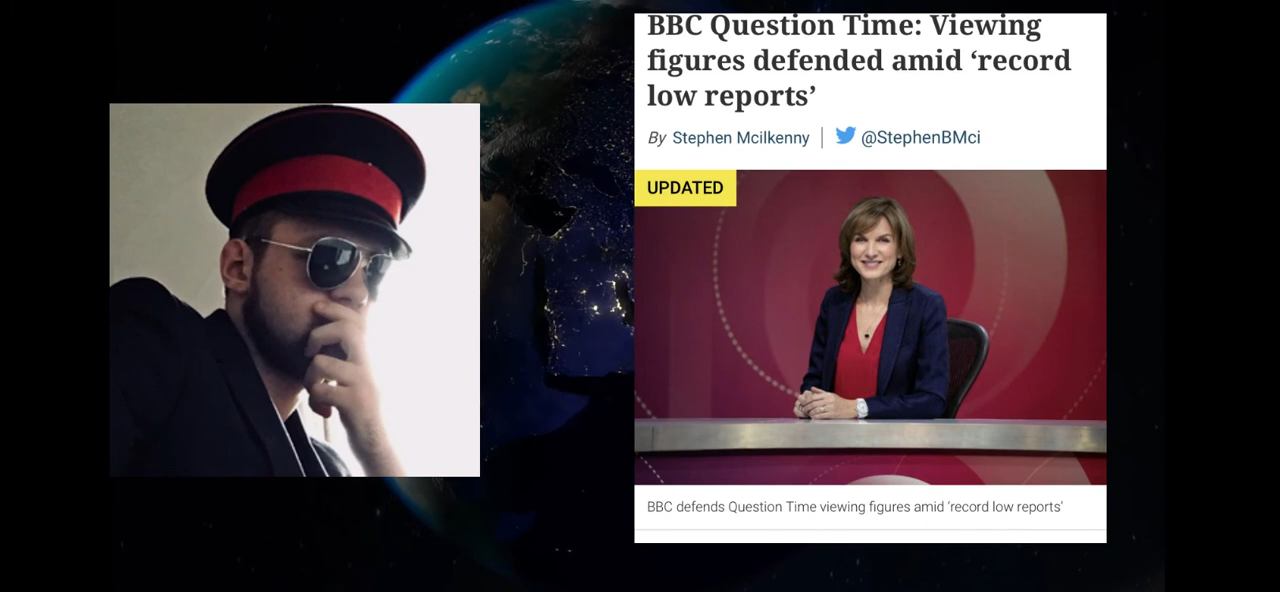 BBC Question Time: Viewing
figures defended amid ‘record
low reports’
By Stephen Mcilkenny | @StephenBMci
UPDATED
BBC defends Question Time viewing figures amid ‘record low reports’